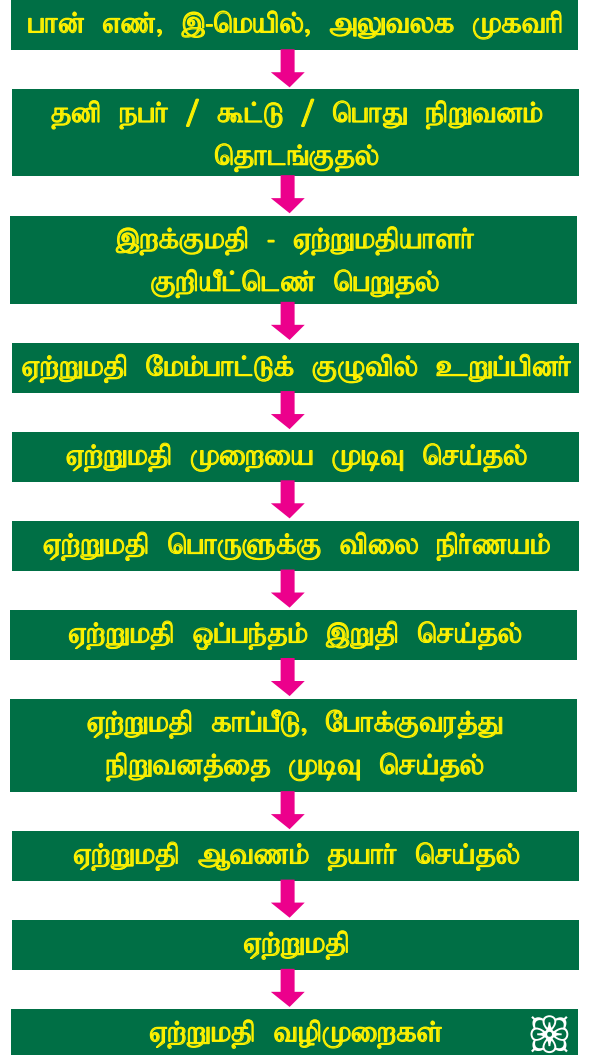 பான் எண், இ-மெயில், அலுவலக முகவரி
தனி நபர் / கூட்டு / பொது நிறுவனம்
தொடங்குதல்
இறக்குமதி - ஏற்றுமதியாளர்
குறியீட்டெண் பெறுதல்
ஏற்றுமதி மேம்பாட்டுக் குழுவில் உறுப்பினர்
ஏற்றுமதி முறையை முடிவு செய்தல்
ஏற்றுமதி பொருளுக்கு விலை நிர்ணயம்
ஏற்றுமதி ஒப்பந்தம் இறுதி செய்தல்
ஏற்றுமதி காப்பீடு, போக்குவரத்து
நிறுவனத்தை முடிவு செய்தல்
ஏற்றுமதி ஆவணம் தயார் செய்தல்
ஏற்றுமதி
ஏற்றுமதி வழிமுறைகள்